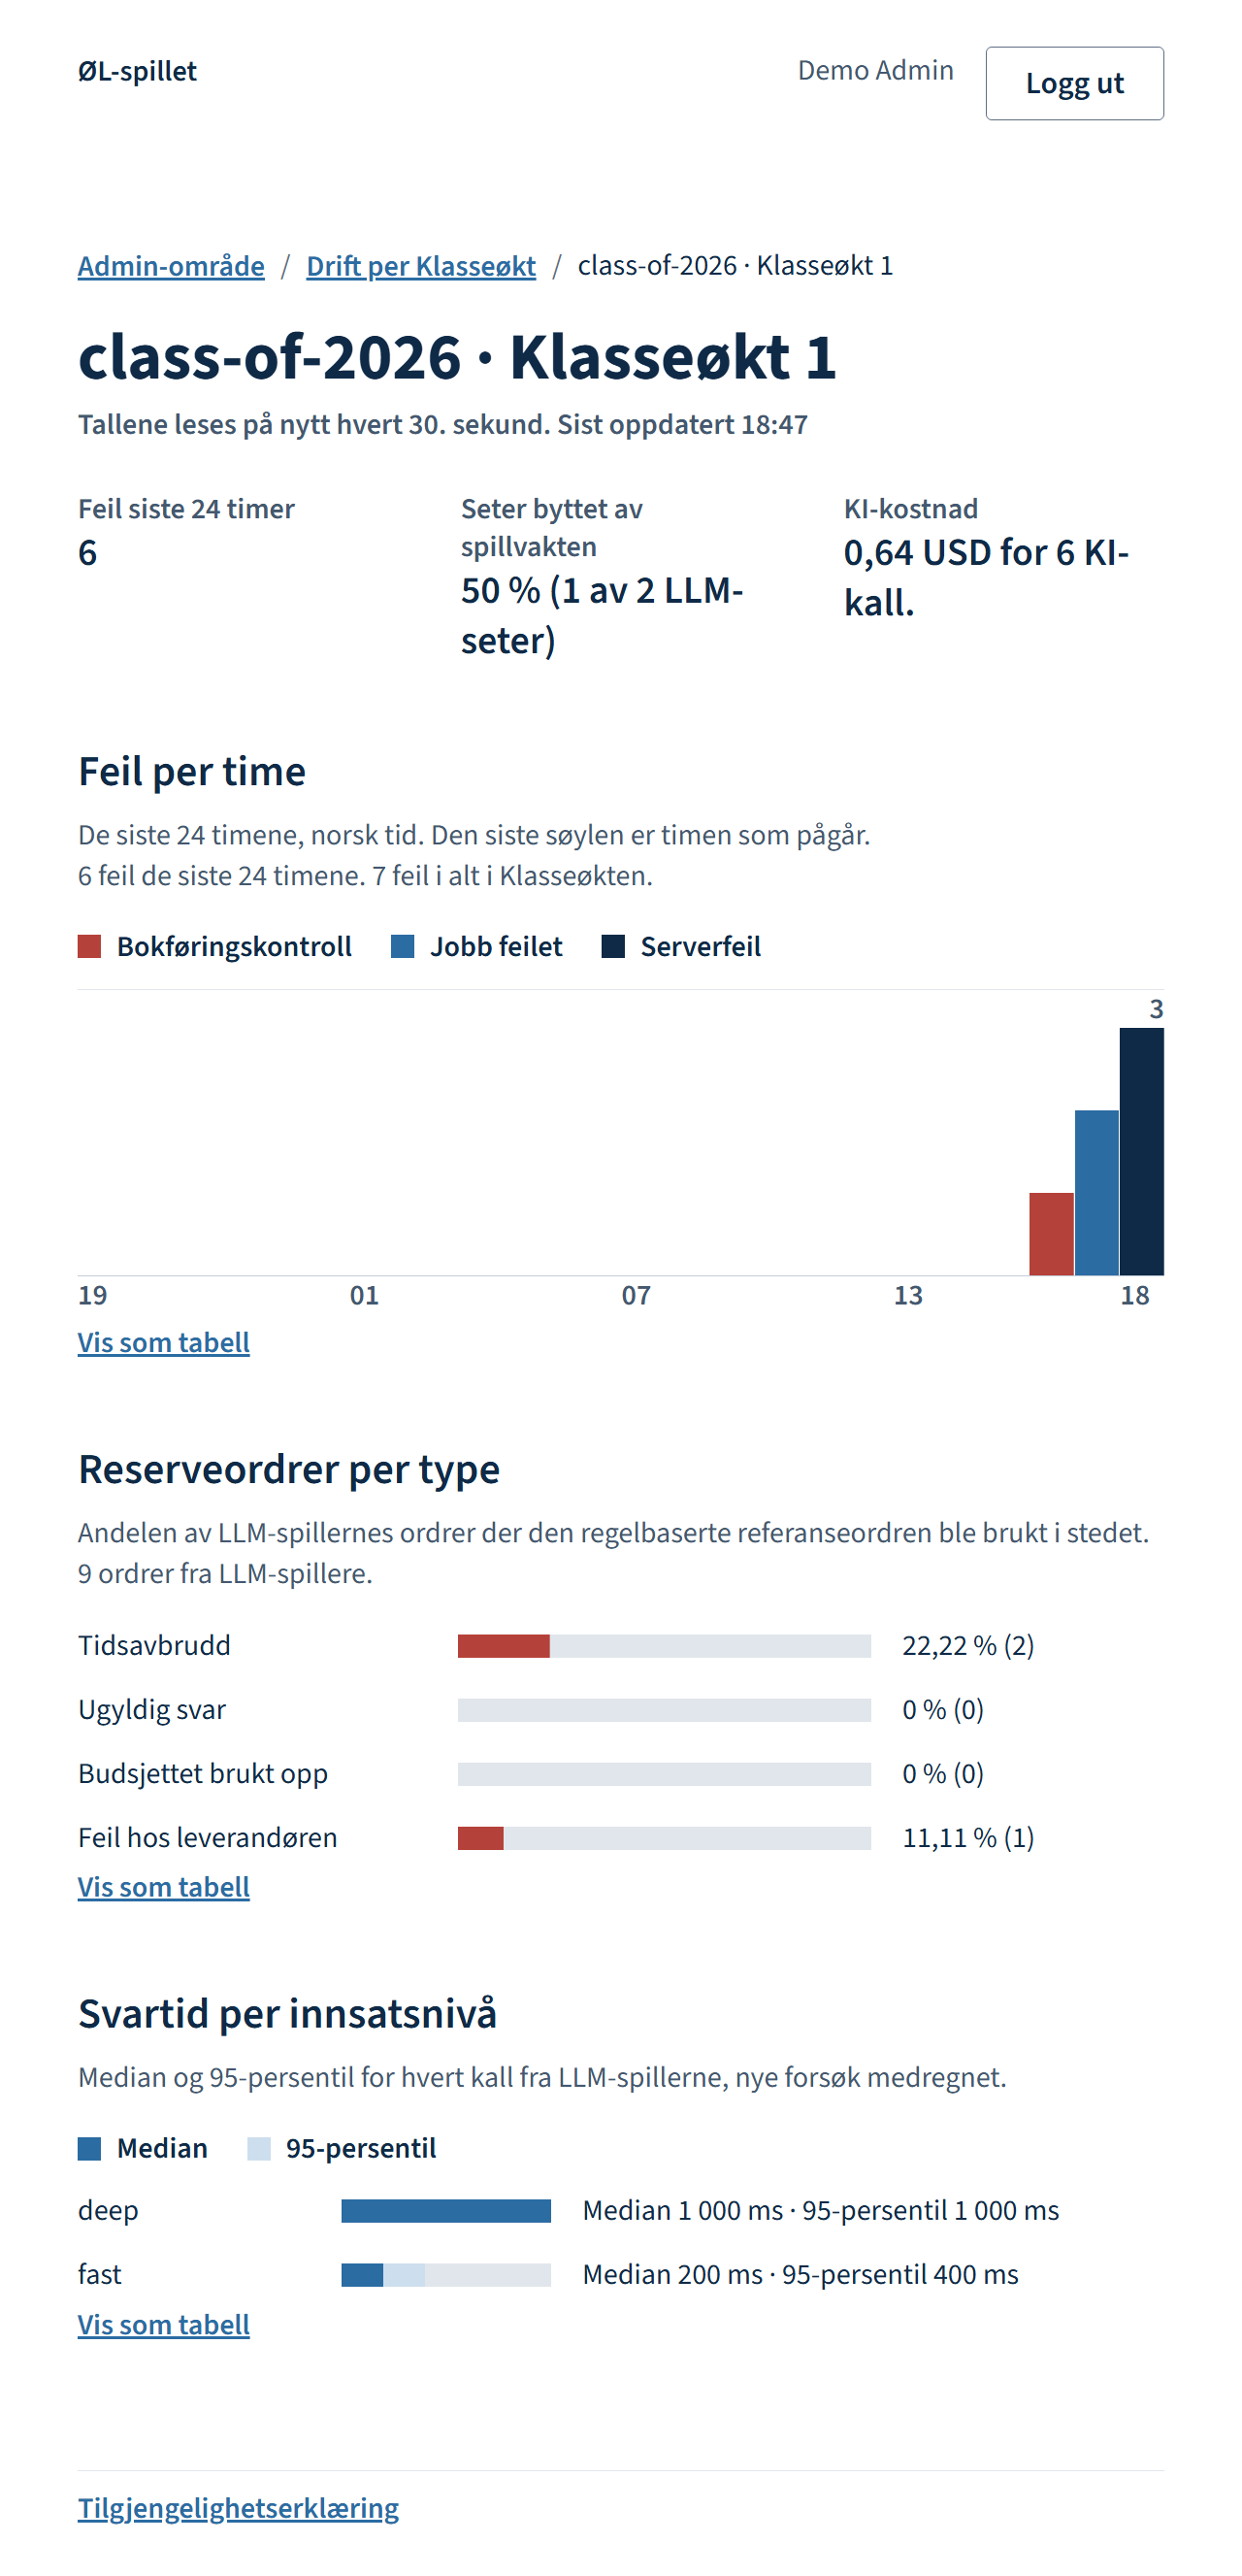 ØL-spillet
Demo Admin
Logg ut
Admin-område / Drift per Klasseøkt / class-of-2026 · Klasseøkt 1
class-of-2026 · Klasseøkt 1
Tallene leses på nytt hvert 30. sekund. Sist oppdatert 18:47
Feil siste 24 timer
6
Seter byttet av
spillvakten
50 % (1 av 2 LLM-
seter)
KI-kostnad
0,64 USD for 6 KI-
kall.
Feil per time
De siste 24 timene, norsk tid. Den siste søylen er timen som pågår.
6 feil de siste 24 timene. 7 feil i alt i Klasseøkten.
Bokføringskontroll Jobb feilet Serverfeil
3
19 01 07 13 18
Vis som tabell
Reserveordrer per type
Andelen av LLM-spillernes ordrer der den regelbaserte referanseordren ble brukt i stedet.
9 ordrer fra LLM-spillere.
Tidsavbrudd 22,22 % (2)
Ugyldig svar 0 % (0)
Budsjettet brukt opp 0 % (0)
Feil hos leverandøren 11,11 % (1)
Vis som tabell
Svartid per innsatsnivå
Median og 95-persentil for hvert kall fra LLM-spillerne, nye forsøk medregnet.
Median 95-persentil
deep Median 1 000 ms · 95-persentil 1 000 ms
fast Median 200 ms · 95-persentil 400 ms
Vis som tabell
Tilgjengelighetserklæring